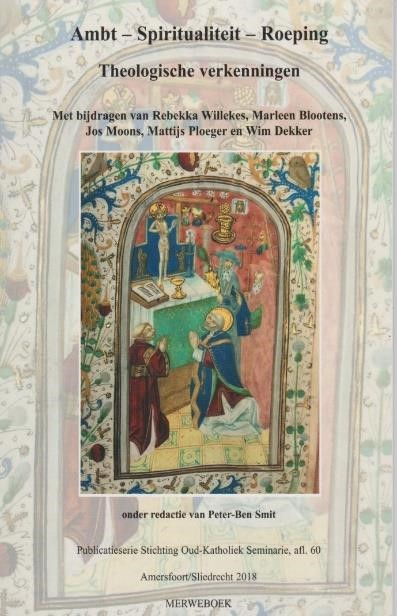 Ambt – Spiritualiteit – Roeping
Theologische verkenningen
Met bijdragen van Rebekka Willekes, Marleen Blootens,
Jos Moons, Mattijs Ploeger en Wim Dekker
onder redactie van Peter-Ben Smit
Publicatieserie Stichting Oud-Katholiek Seminarie, afl. 60
Amersfoort/Sliedrecht 2018
MERWEBOEK